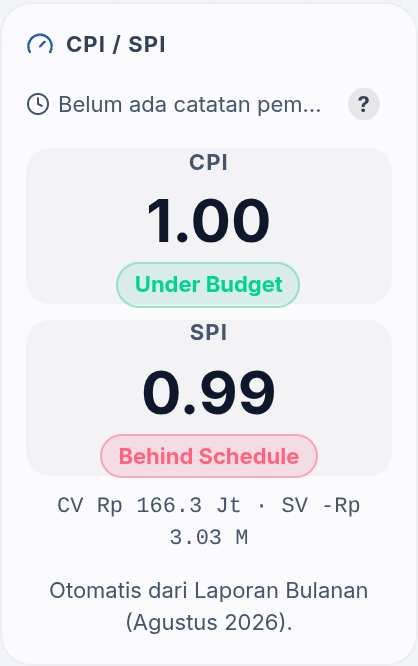 CPI / SPI
Belum ada catatan pem...
?
CPI
1.00
Under Budget
SPI
0.99
Behind Schedule
CV Rp 166.3 Jt · SV -Rp
3.03 M
Otomatis dari Laporan Bulanan
(Agustus 2026).